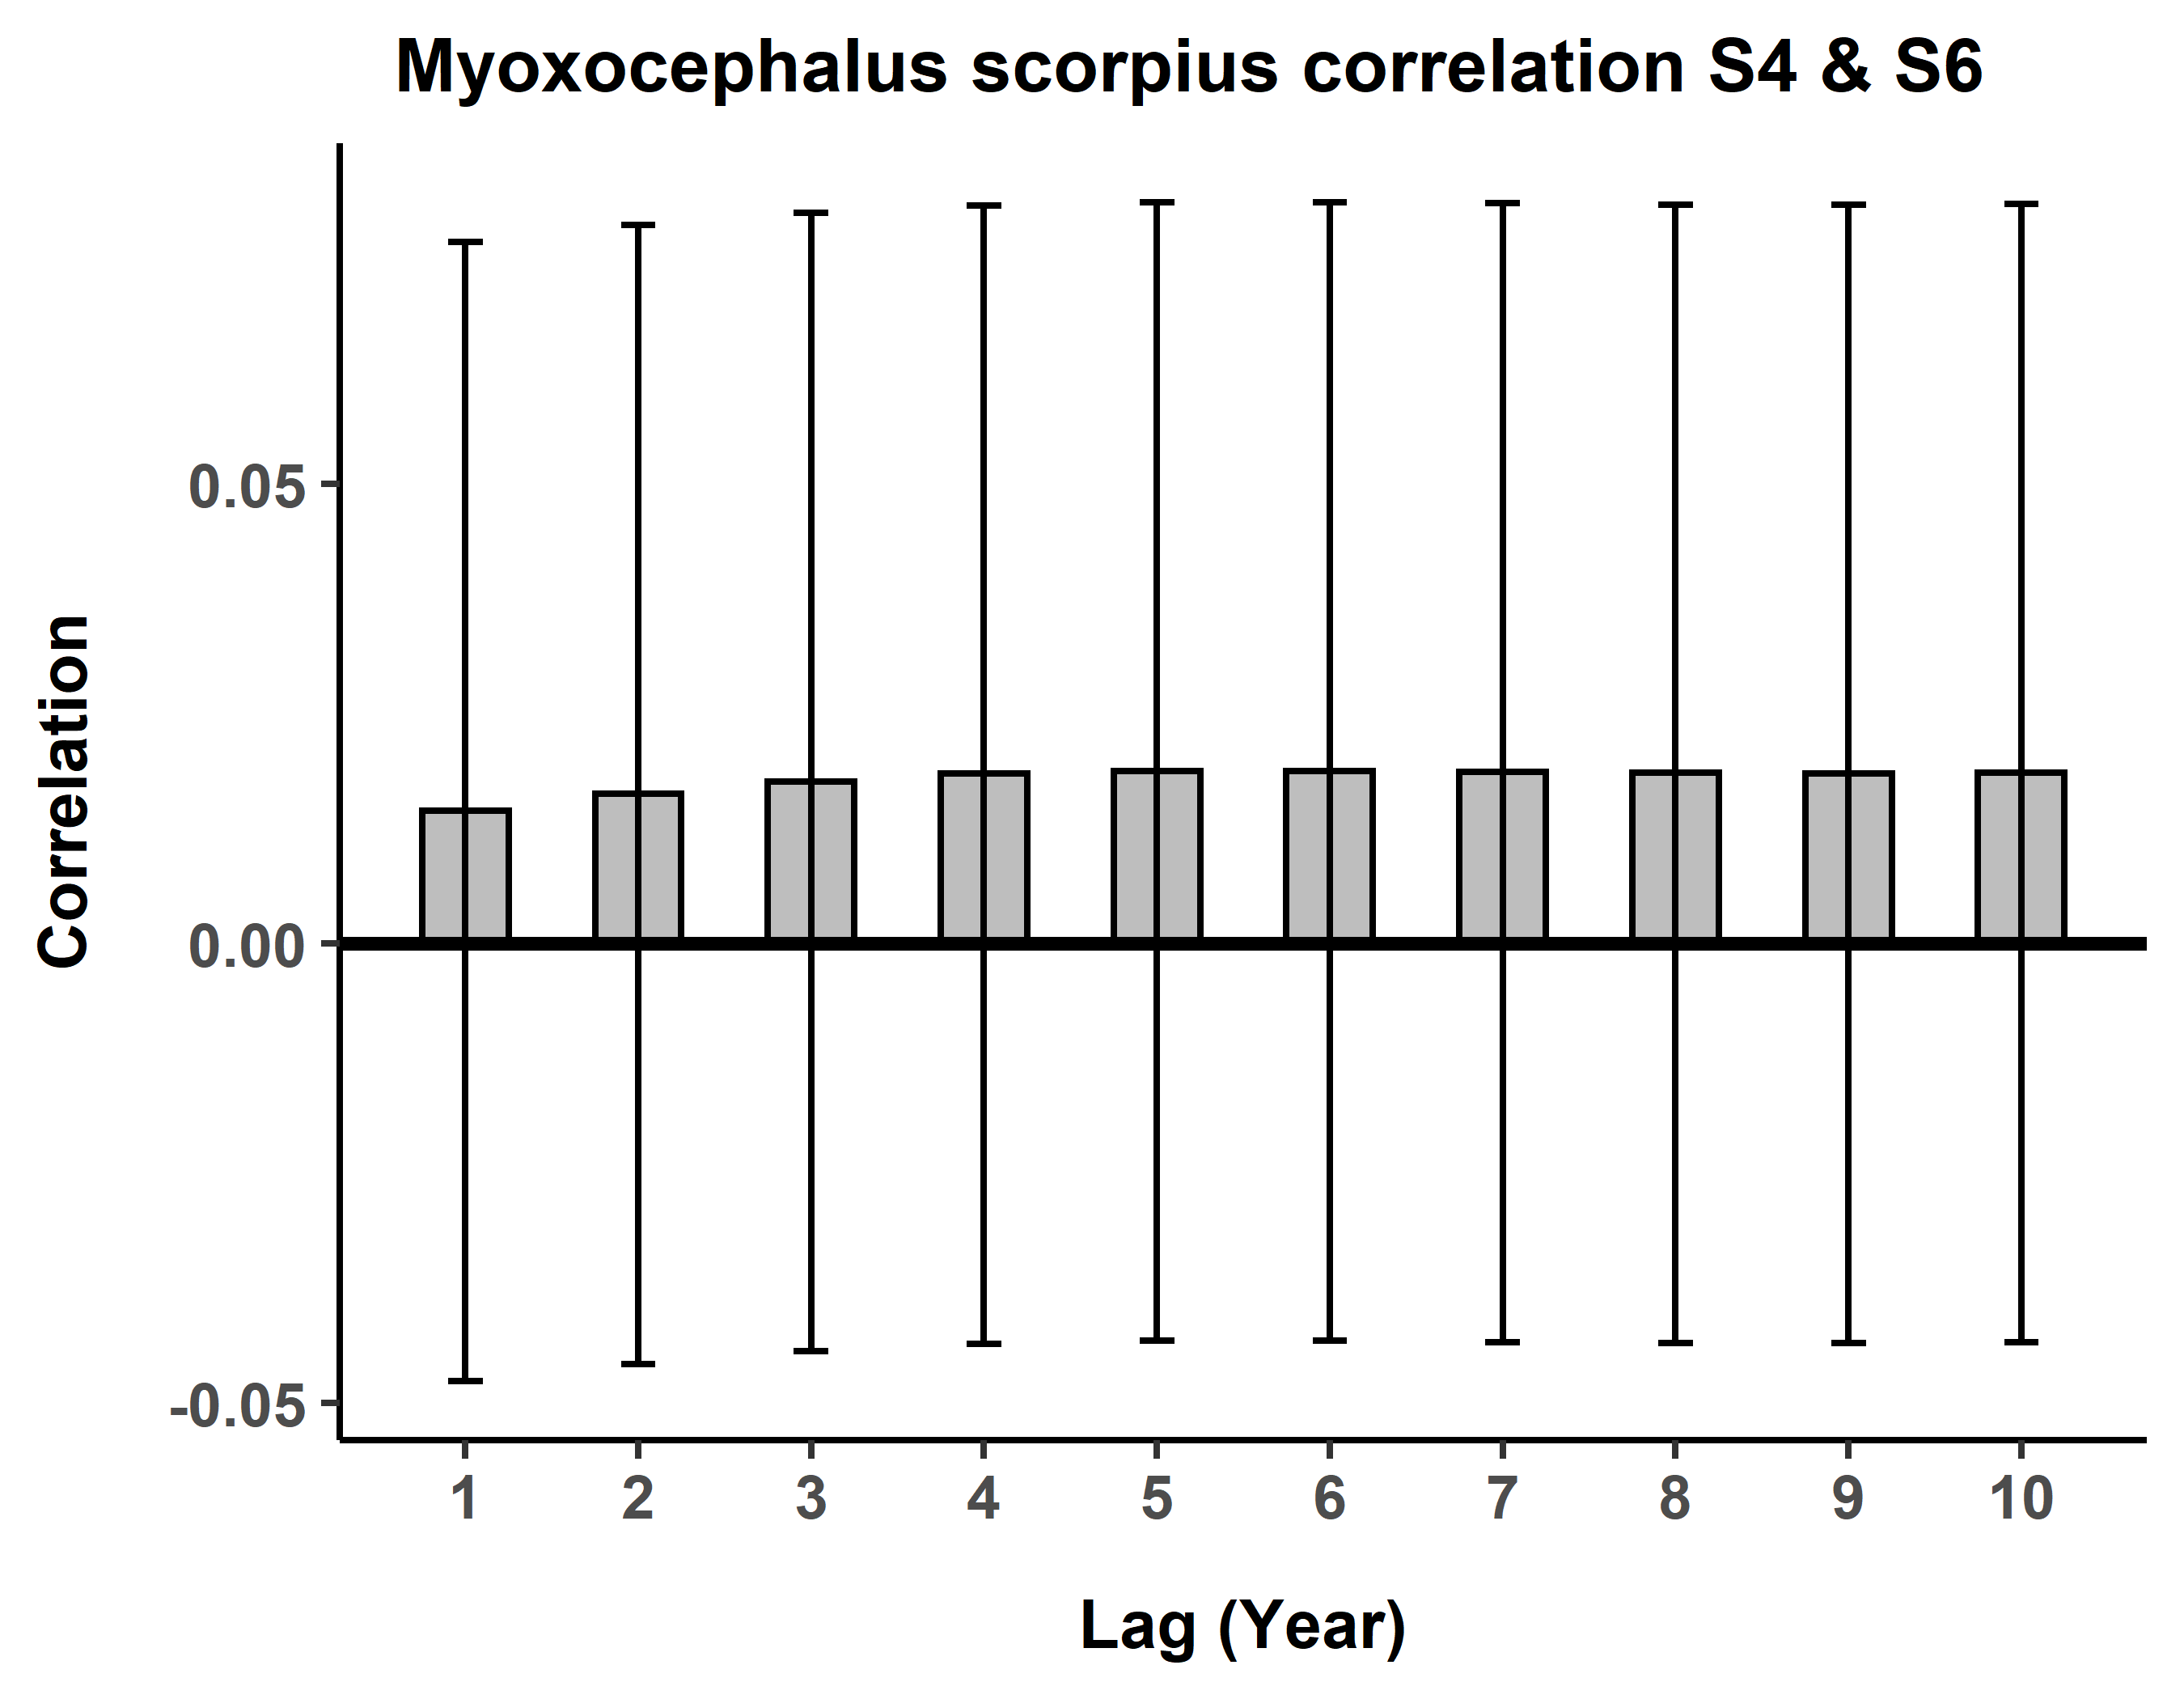 Myoxocephalus scorpius correlation S4 & S6
Correlation
0.05
0.00
-0.05
1 2 3 4 5 6 7 8 9 10
Lag (Year)